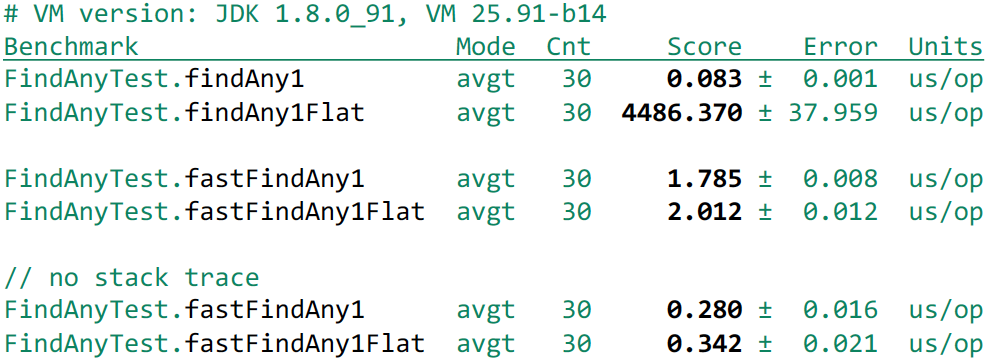 # VM version: JDK 1.8.0_91, VM 25.91-b14
Benchmark Mode Cnt Score Error Units
FindAnyTest.findAny1 avgt 30 0.083 ± 0.001 us/op
FindAnyTest.findAny1Flat avgt 30 4486.370 ± 37.959 us/op
FindAnyTest.fastFindAny1 avgt 30 1.785 ± 0.008 us/op
FindAnyTest.fastFindAny1Flat avgt 30 2.012 ± 0.012 us/op
// no stack trace
FindAnyTest.fastFindAny1 avgt 30 0.280 ± 0.016 us/op
FindAnyTest.fastFindAny1Flat avgt 30 0.342 ± 0.021 us/op